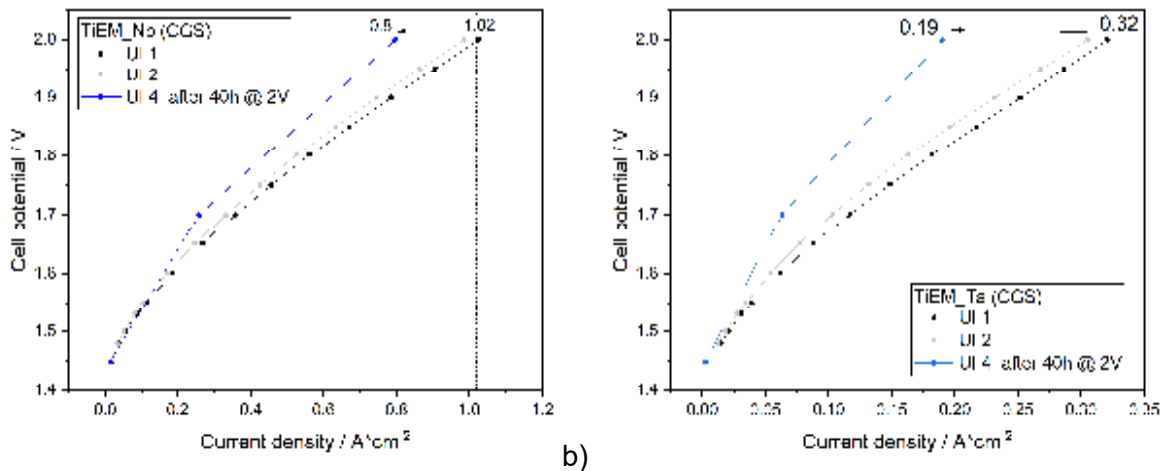 TiEM_Nb (CGS)
UI 1
UI 2
UI 4 after 40h @ 2V
0.8
1.02
2.0
1.9
1.8
1.7
1.6
1.5
1.4
Cell potential / V
0.0 0.2 0.4 0.6 0.8 1.0 1.2
Current density / A*cm⁻²
b)
0.19
0.32
2.0
1.9
1.8
1.7
1.6
1.5
1.4
Cell potential / V
TiEM_Ta (CGS)
UI 1
UI 2
UI 4 after 40h @ 2V
0.00 0.05 0.10 0.15 0.20 0.25 0.30 0.35
Current density / A*cm⁻²